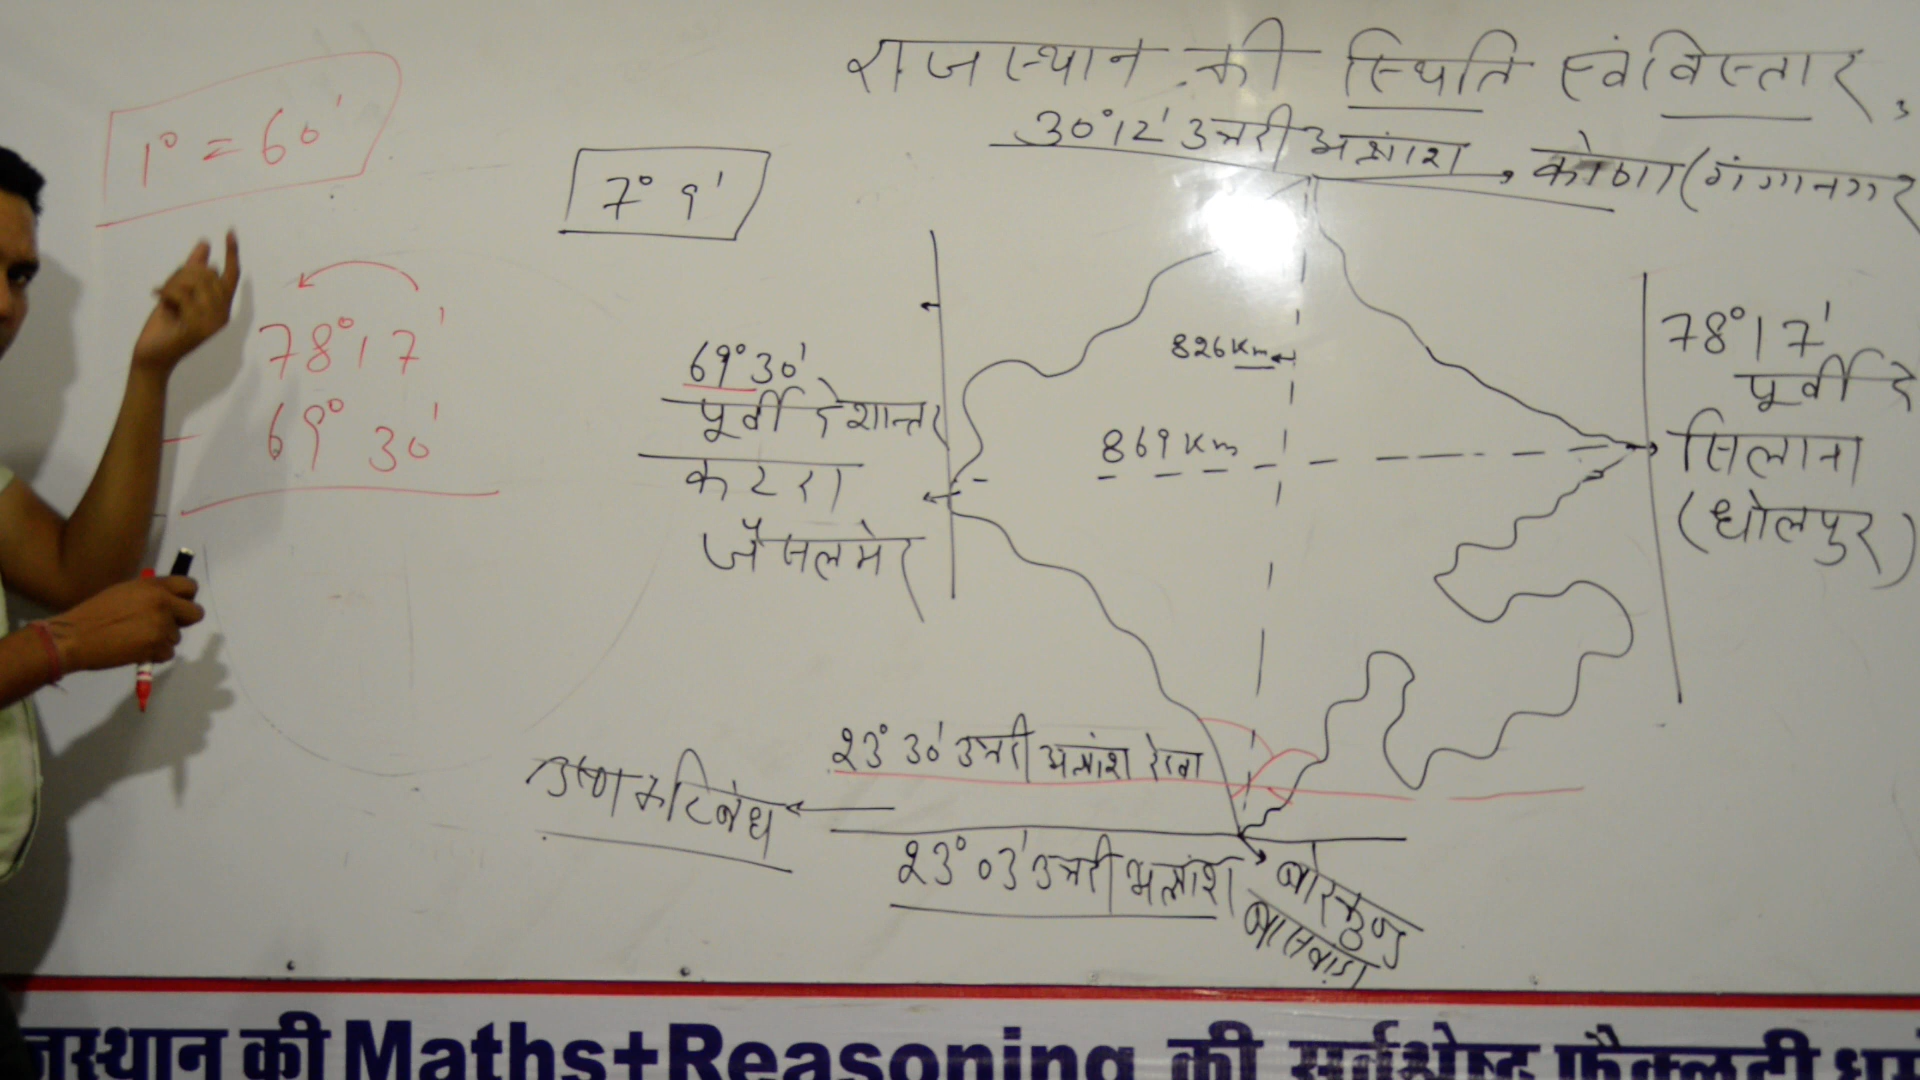 राजस्थान की स्थिति एवं विस्तार,
30°12' उत्तरी अक्षांश
कोणा (गंगानगर
1° = 60'
7° 9'
78°17'
- 69° 30'
69°30'
पूर्वी देशान्तर
कटरा
जैसलमेर
826 Km
869 Km
78°17'
पूर्वी दे
सिलाना
(धोलपुर)
23° 30' उत्तरी अक्षांश रेखा
उष्ण कटिबंध
23° 03' उत्तरी अक्षांश
बोरकुण्ड
बासवाडा
जस्थान की Maths+Reasoning की सर्वश्रेष्ठ फैकल्टी